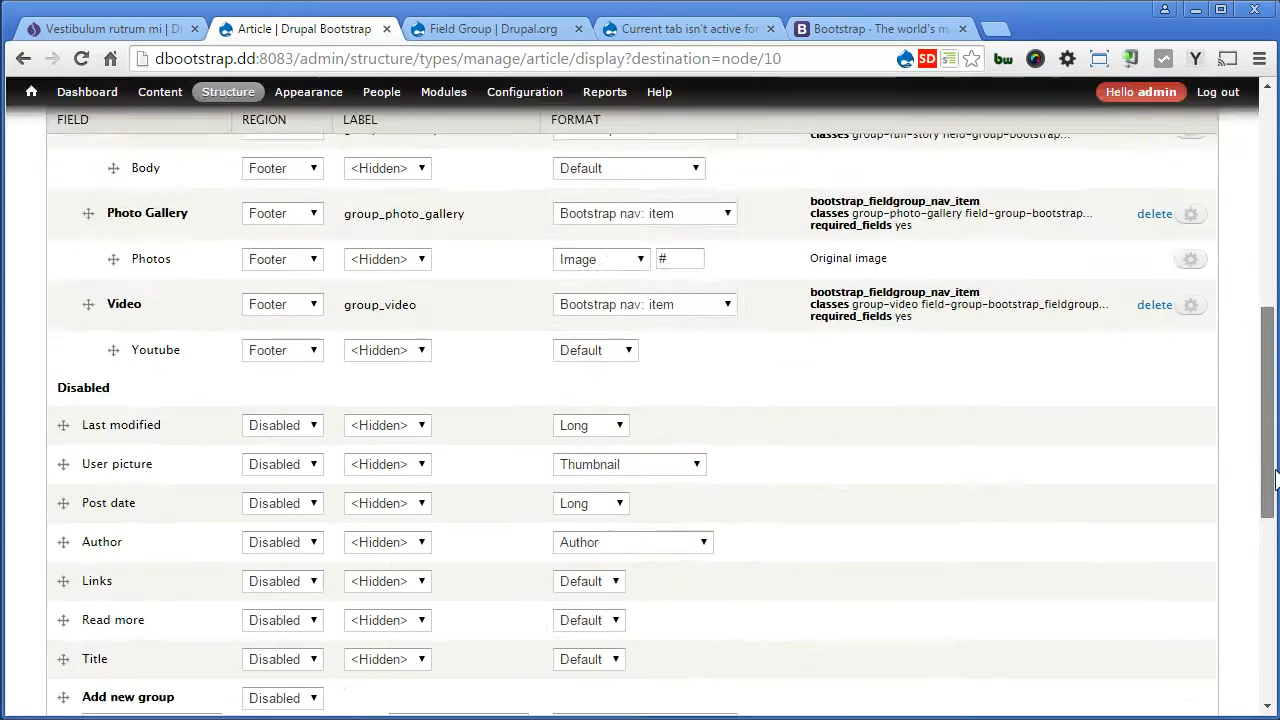 Vestibulum rutrum mi | D
Article | Drupal Bootstrap
Field Group | Drupal.org
Current tab isn't active fo
Bootstrap · The world's m
dbootstrap.dd:8083/admin/structure/types/manage/article/display?destination=node/10
SD
bw
Y
Dashboard Content Structure Appearance People Modules Configuration Reports Help Hello admin Log out
FIELD REGION LABEL FORMAT
classes group-full-story field-group-bootstrap...
Body Footer <Hidden> Default
bootstrap_fieldgroup_nav_item
Photo Gallery Footer group_photo_gallery Bootstrap nav: item classes group-photo-gallery field-group-bootstrap... delete
required_fields yes
Photos Footer <Hidden> Image # Original image
bootstrap_fieldgroup_nav_item
Video Footer group_video Bootstrap nav: item classes group-video field-group-bootstrap_fieldgroup... delete
required_fields yes
Youtube Footer <Hidden> Default
Disabled
Last modified Disabled <Hidden> Long
User picture Disabled <Hidden> Thumbnail
Post date Disabled <Hidden> Long
Author Disabled <Hidden> Author
Links Disabled <Hidden> Default
Read more Disabled <Hidden> Default
Title Disabled <Hidden> Default
Add new group Disabled